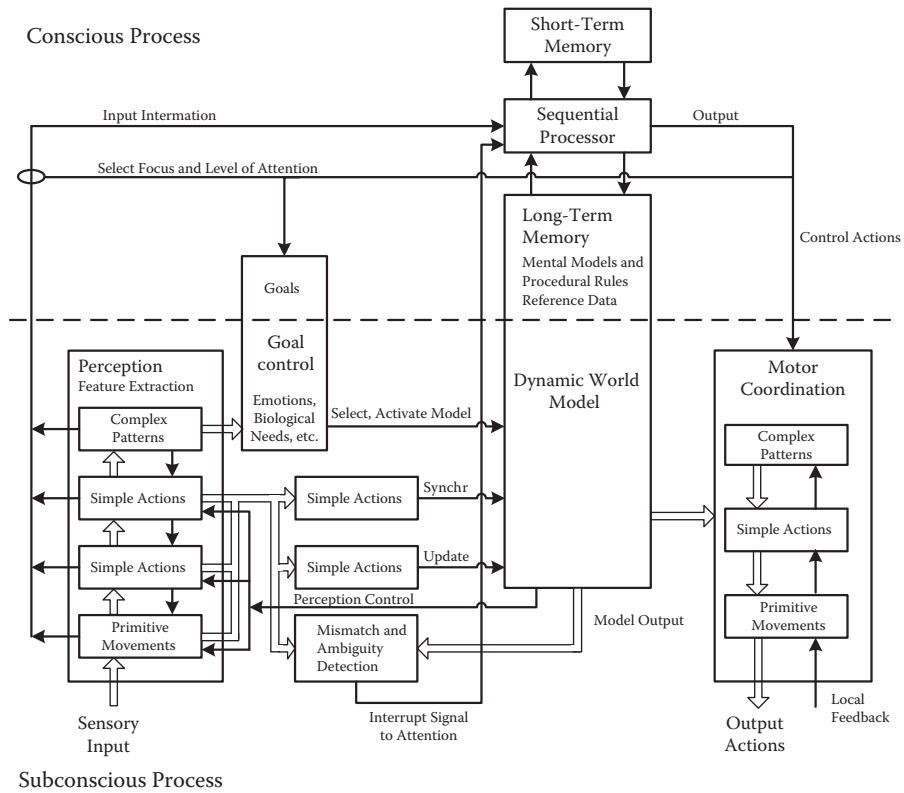 Conscious Process
Short-Term
Memory
Input Intermation
Sequential
Processor
Output
Select Focus and Level of Attention
Long-Term
Memory
Mental Models and
Procedural Rules
Reference Data
Control Actions
Goals
Goal
control
Emotions,
Biological
Needs, etc.
Perception
Feature Extraction
Complex
Patterns
Simple Actions
Simple Actions
Primitive
Movements
Select, Activate Model
Dynamic World
Model
Simple Actions
Synchr
Simple Actions
Update
Perception Control
Mismatch and
Ambiguity
Detection
Model Output
Interrupt Signal
to Attention
Motor
Coordination
Complex
Patterns
Simple Actions
Primitive
Movements
Sensory
Input
Output
Actions
Local
Feedback
Subconscious Process